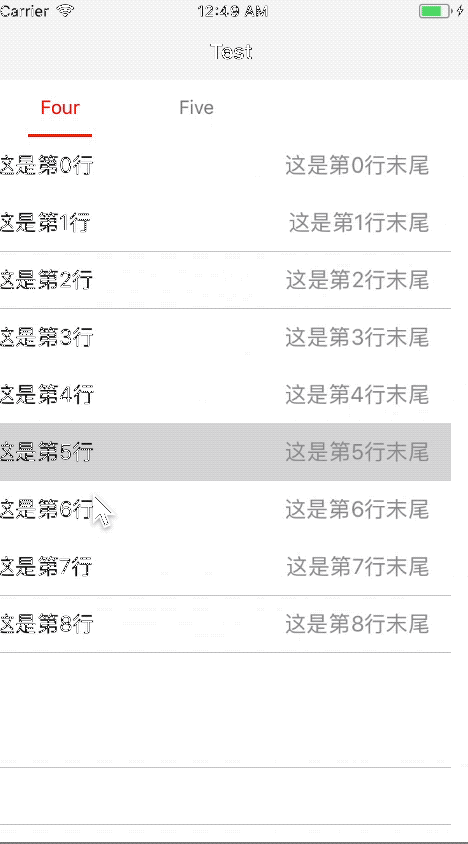 Carrier 12:49 AM
Test
Four Five
这是第0行 这是第0行末尾
这是第1行 这是第1行末尾
这是第2行 这是第2行末尾
这是第3行 这是第3行末尾
这是第4行 这是第4行末尾
这是第5行 这是第5行末尾
这是第6行 这是第6行末尾
这是第7行 这是第7行末尾
这是第8行 这是第8行末尾